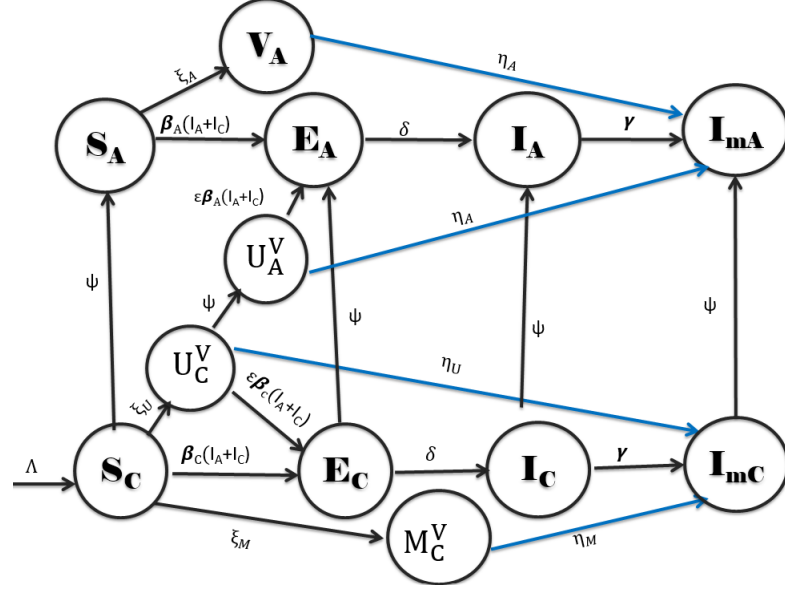 V_A
ξ_A
η_A
S_A
β_A(I_A+I_C)
E_A
δ
I_A
γ
I_mA
εβ_A(I_A+I_C)
η_A
U_A^V
ψ
ψ
ψ
ψ
ψ
U_C^V
η_U
ξ_U
εβ_c(I_A+I_C)
Λ
S_C
β_C(I_A+I_C)
E_C
δ
I_C
γ
I_mC
ξ_M
M_C^V
η_M